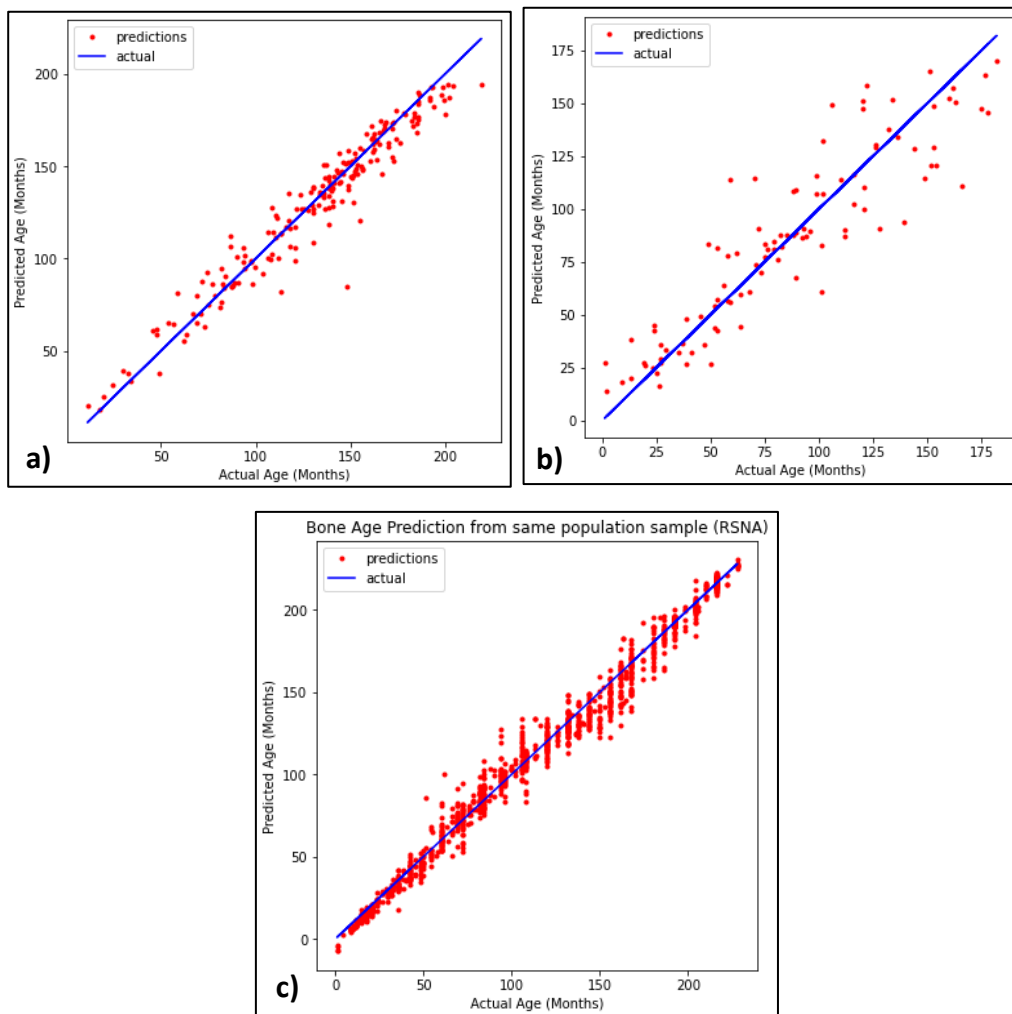 predictions
actual
200
150
100
50
Predicted Age (Months)
50
100
150
200
Actual Age (Months)
a)
predictions
actual
175
150
125
100
75
50
25
0
Predicted Age (Months)
0
25
50
75
100
125
150
175
Actual Age (Months)
b)
Bone Age Prediction from same population sample (RSNA)
predictions
actual
200
150
100
50
0
Predicted Age (Months)
0
50
100
150
200
Actual Age (Months)
c)